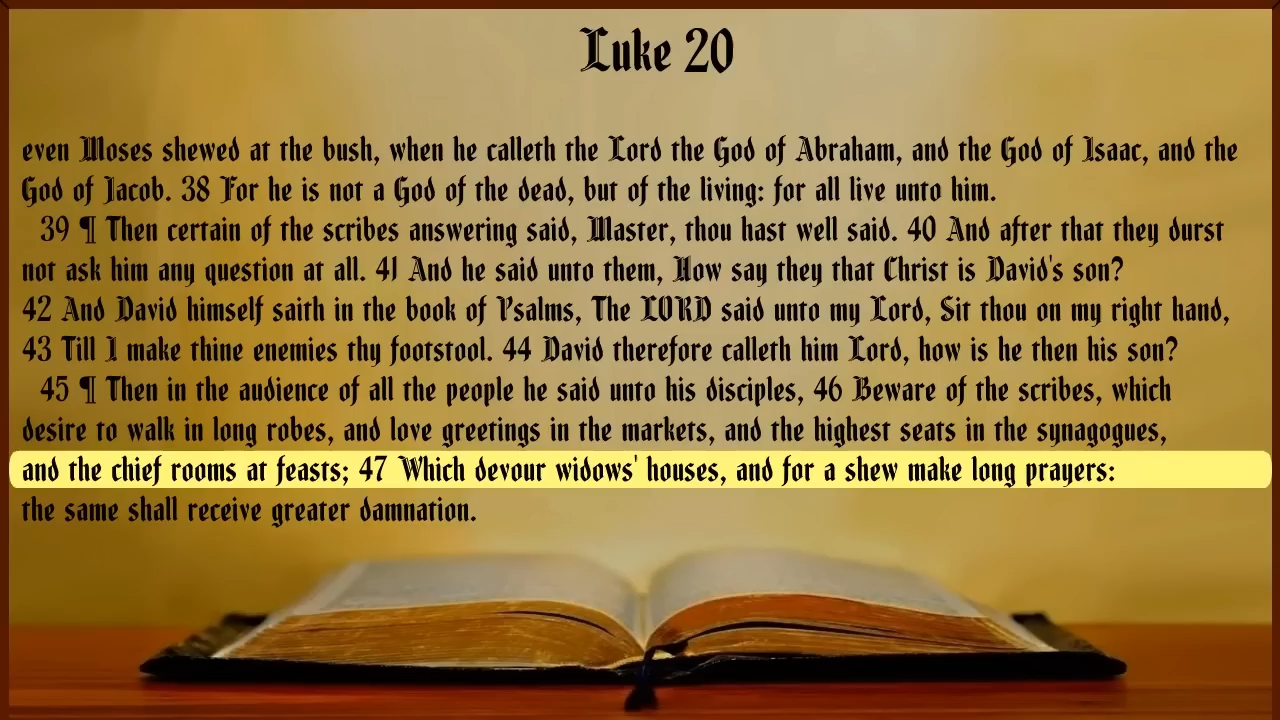 Luke 20
even Moses shewed at the bush, when he calleth the Lord the God of Abraham, and the God of Isaac, and the
God of Jacob. 38 For he is not a God of the dead, but of the living: for all live unto him.
39 ¶ Then certain of the scribes answering said, Master, thou hast well said. 40 And after that they durst
not ask him any question at all. 41 And he said unto them, How say they that Christ is David's son?
42 And David himself saith in the book of Psalms, The LORD said unto my Lord, Sit thou on my right hand,
43 Till I make thine enemies thy footstool. 44 David therefore calleth him Lord, how is he then his son?
45 ¶ Then in the audience of all the people he said unto his disciples, 46 Beware of the scribes, which
desire to walk in long robes, and love greetings in the markets, and the highest seats in the synagogues,
and the chief rooms at feasts; 47 Which devour widows' houses, and for a shew make long prayers:
the same shall receive greater damnation.